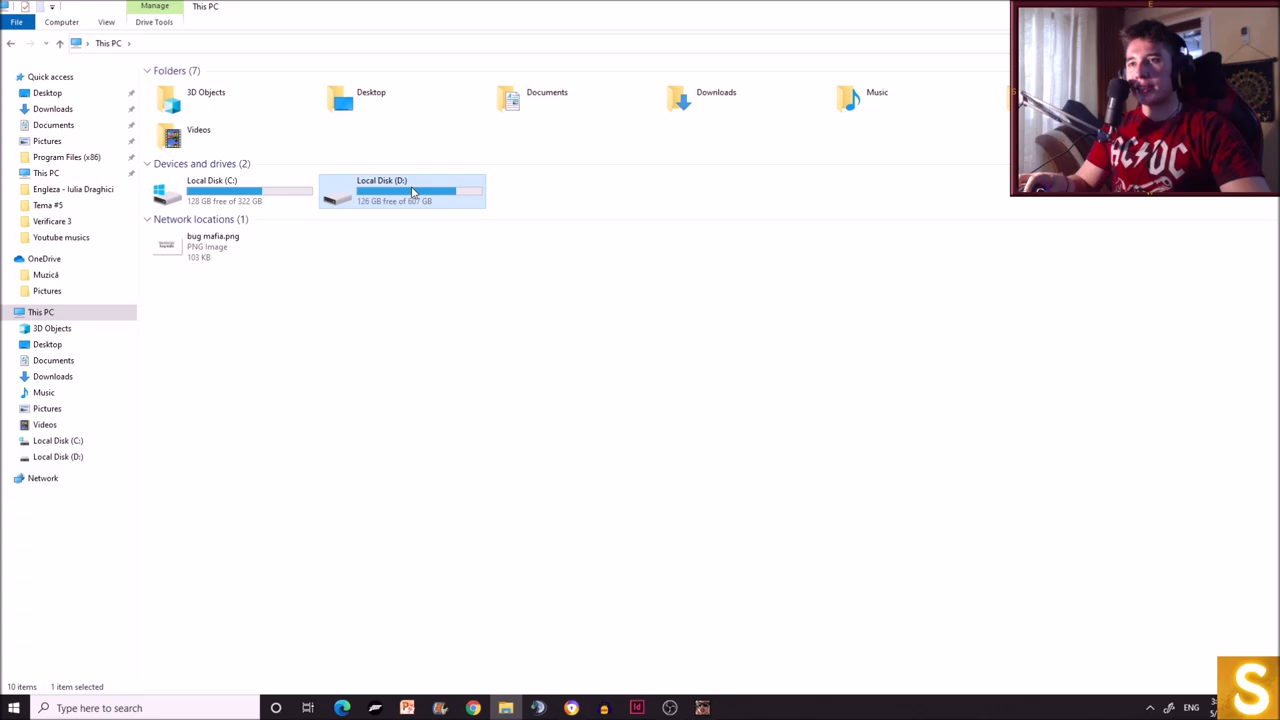 Manage
This PC
File
Computer
View
Drive Tools
This PC
Quick access
Desktop
Downloads
Documents
Pictures
Program Files (x86)
This PC
Engleza - Iulia Draghici
Tema #5
Verificare 3
Youtube musics
OneDrive
Muzică
Pictures
This PC
3D Objects
Desktop
Documents
Downloads
Music
Pictures
Videos
Local Disk (C:)
Local Disk (D:)
Network
Folders (7)
3D Objects
Desktop
Documents
Downloads
Music
Videos
Devices and drives (2)
Local Disk (C:)
128 GB free of 322 GB
Local Disk (D:)
126 GB free of 607 GB
Network locations (1)
bug mafia.png
PNG Image
103 KB
AC/DC
10 items
1 item selected
Type here to search
ENG
S